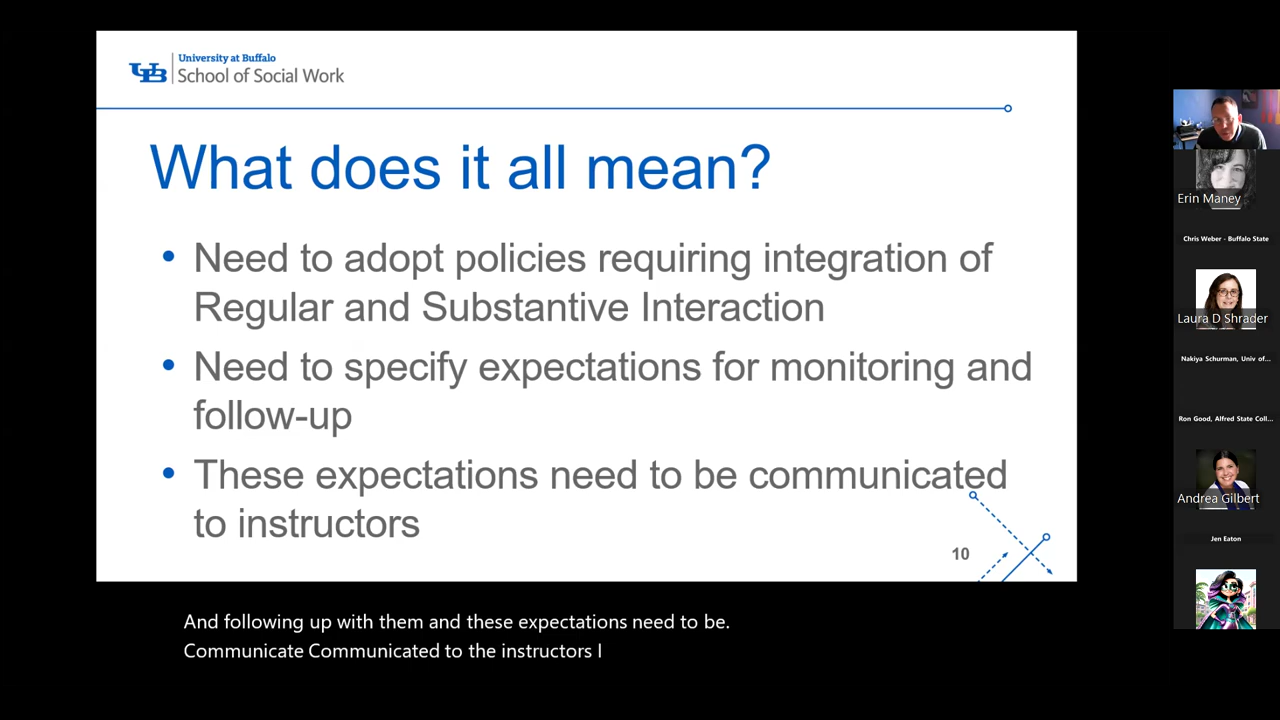 University at Buffalo
School of Social Work
What does it all mean?
• Need to adopt policies requiring integration of
Regular and Substantive Interaction
• Need to specify expectations for monitoring and
follow-up
• These expectations need to be communicated
to instructors
10
And following up with them and these expectations need to be.
Communicate Communicated to the instructors I
Erin Maney
Chris Weber - Buffalo State
Laura D Shrader
Nakiya Schurman, Univ of...
Ron Good, Alfred State Coll...
Andrea Gilbert
Jen Eaton